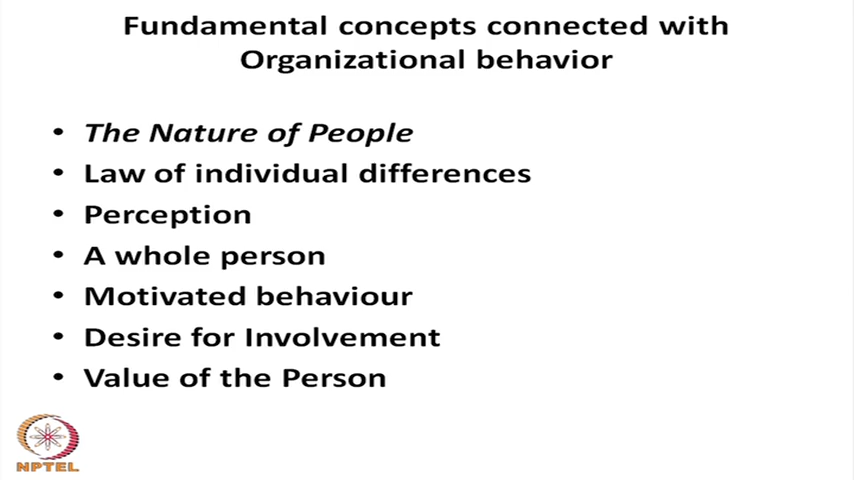 Fundamental concepts connected with
Organizational behavior
• The Nature of People
• Law of individual differences
• Perception
• A whole person
• Motivated behaviour
• Desire for Involvement
• Value of the Person
NPTEL